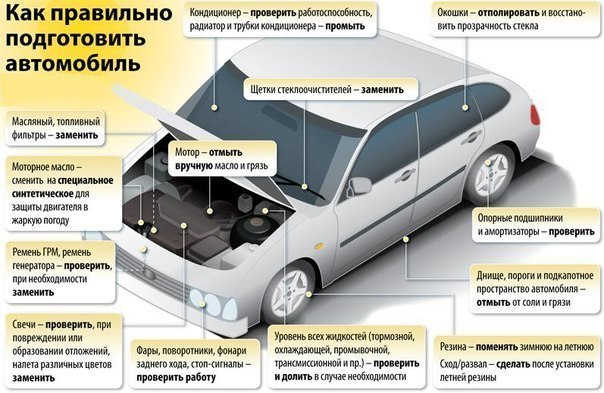 Как правильно
подготовить
автомобиль
Кондиционер – проверить работоспособность,
радиатор и трубки кондиционера – промыть
Окошки – отполировать и восстано-
вить прозрачность стекла
Щетки стеклоочистителей – заменить
Масляный, топливный
фильтры – заменить
Мотор – отмыть
вручную масло и грязь
Моторное масло –
сменить на специальное
синтетическое для
защиты двигателя в
жаркую погоду
Опорные подшипники
и амортизаторы – проверить
Ремень ГРМ, ремень
генератора – проверить,
при необходимости
заменить
Днище, пороги и подкапотное
пространство автомобиля –
отмыть от соли и грязи
Свечи – проверить, при
повреждении или
образовании отложений,
налета различных цветов
заменить
Фары, поворотники, фонари
заднего хода, стоп-сигналы –
проверить работу
Уровень всех жидкостей (тормозной,
охлаждающей, промывочной,
трансмиссионной и пр.) – проверить
и долить в случае необходимости
Резина – поменять зимнюю на летнюю
Сход/развал – сделать после установки
летней резины